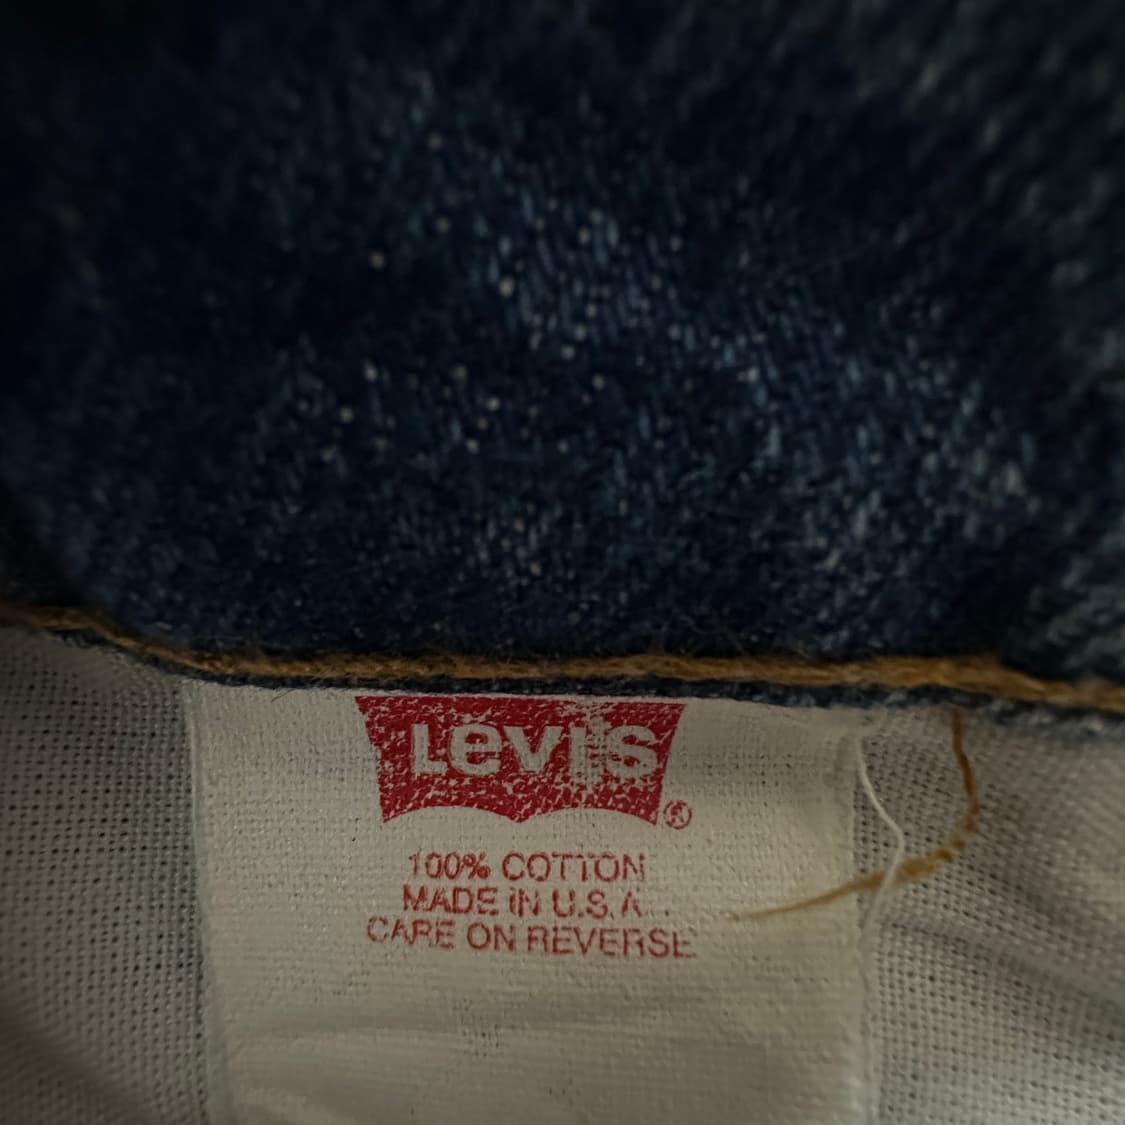 Levi's®
100% COTTON
MADE IN U.S.A.
CARE ON REVERSE